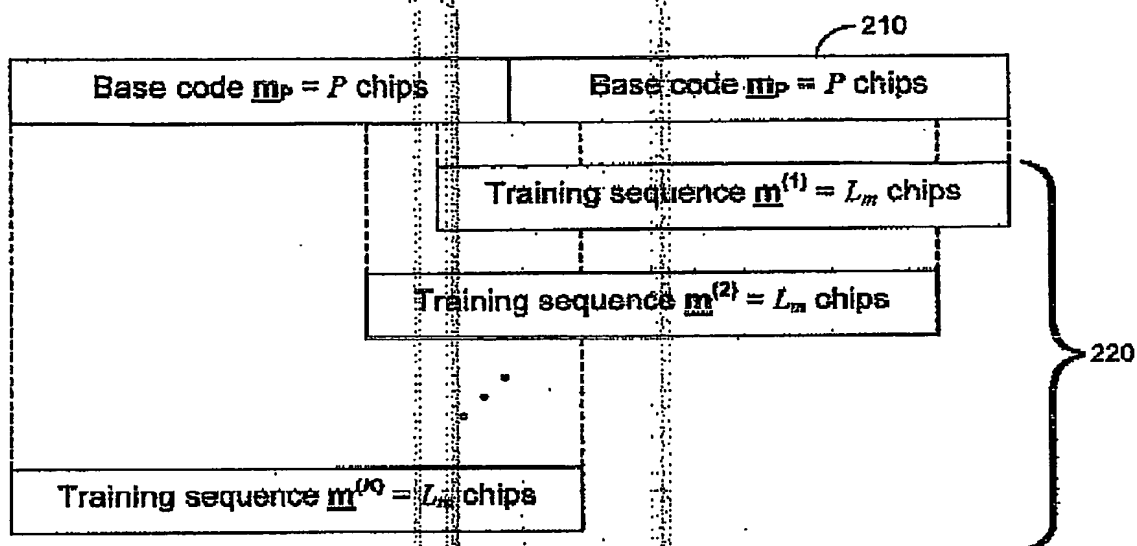 210
Base code m_P = P chips Base code m_P = P chips
Training sequence m^{(1)} = L_m chips
Training sequence m^{(2)} = L_m chips
220
Training sequence m^{(K)} = L_m chips